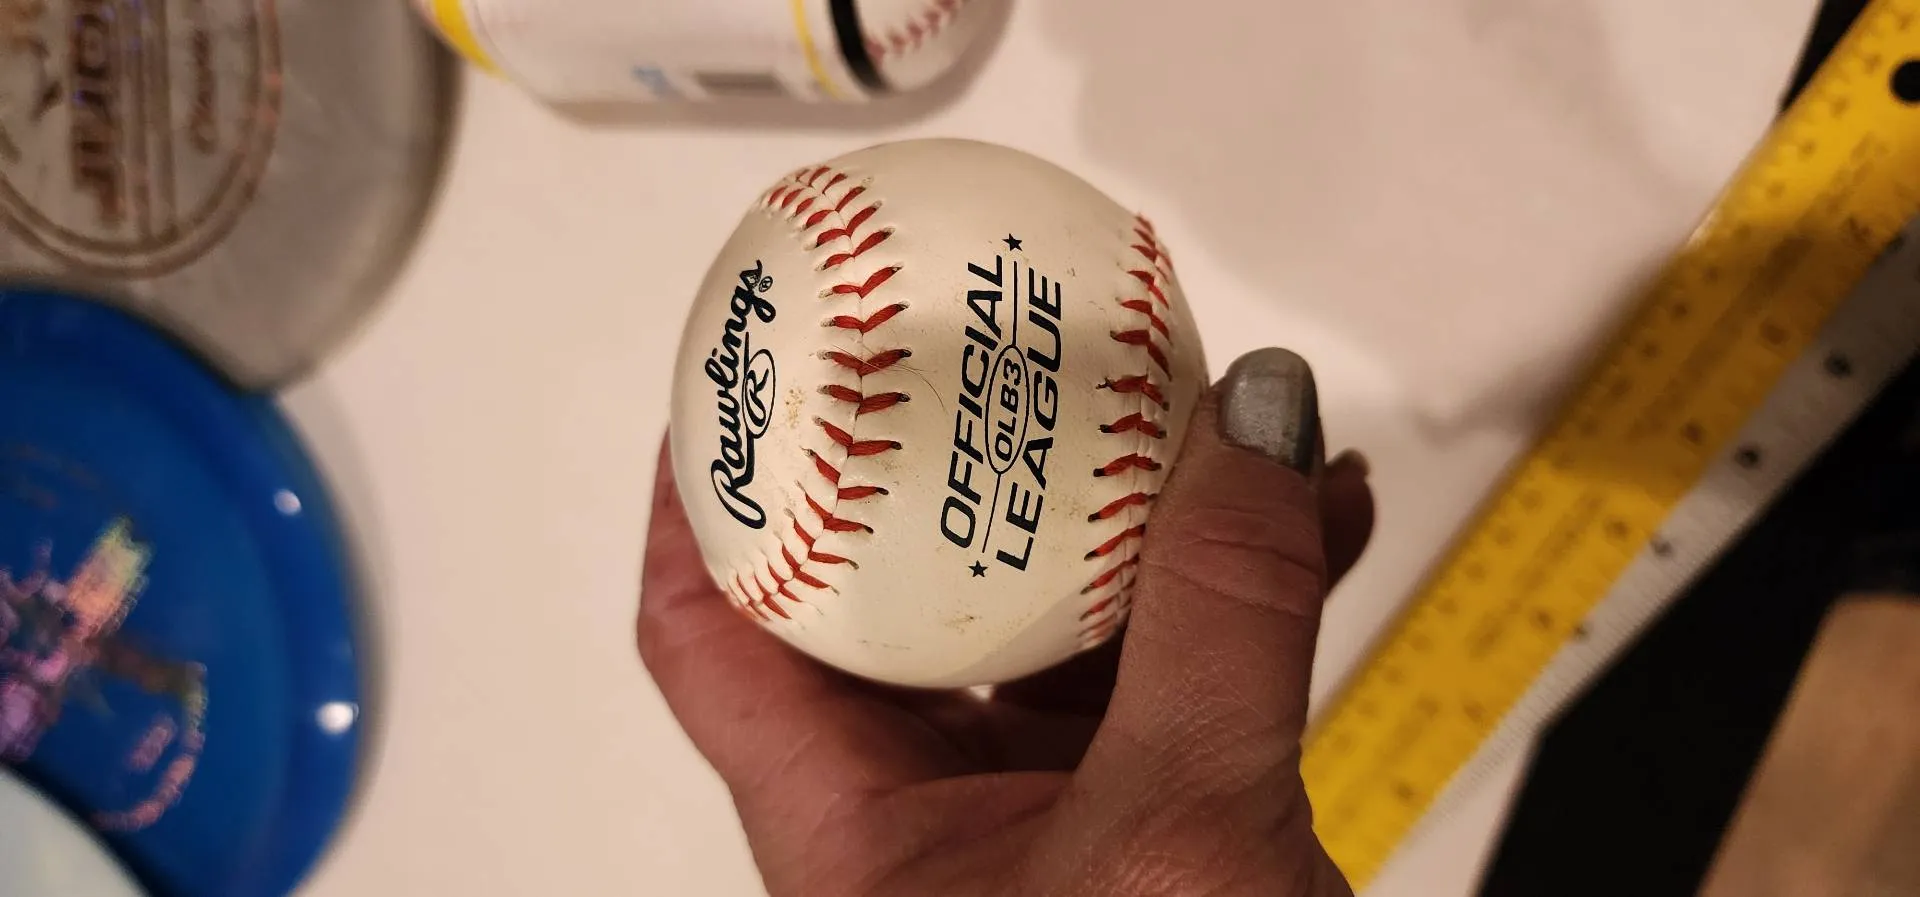 Rawlings®
R
OFFICIAL
OLB3
LEAGUE